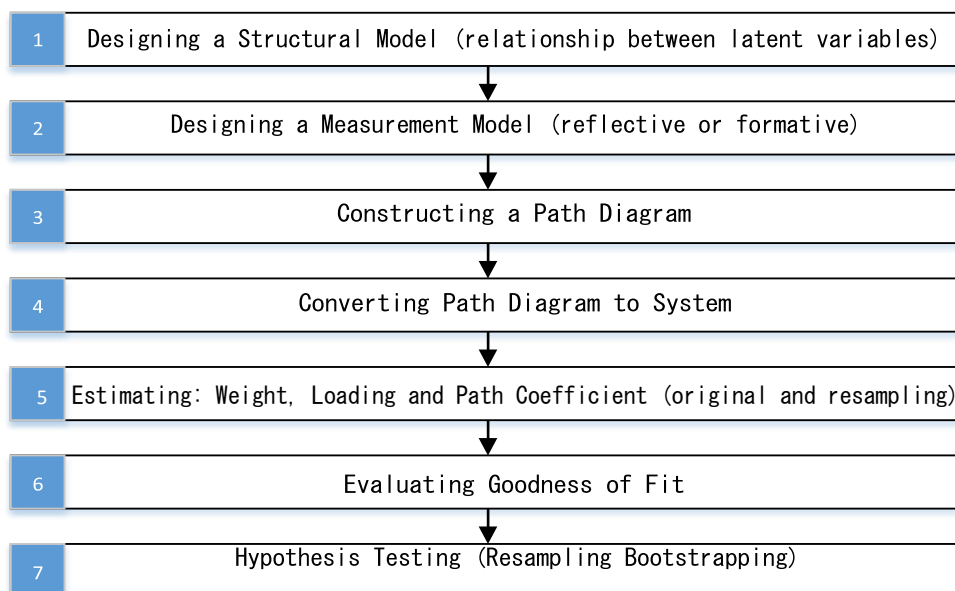 1 Designing a Structural Model (relationship between latent variables)
2 Designing a Measurement Model (reflective or formative)
3 Constructing a Path Diagram
4 Converting Path Diagram to System
5 Estimating: Weight, Loading and Path Coefficient (original and resampling)
6 Evaluating Goodness of Fit
7 Hypothesis Testing (Resampling Bootstrapping)